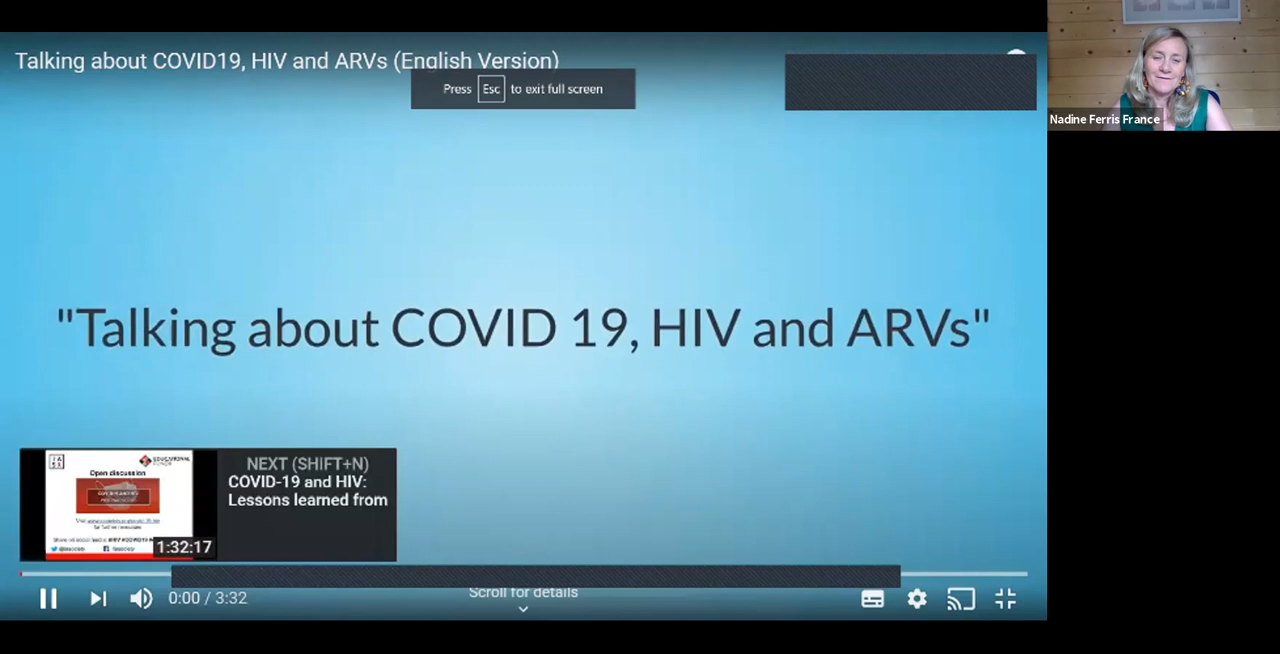 Talking about COVID19, HIV and ARVs (English Version)
Press Esc to exit full screen
Nadine Ferris France
"Talking about COVID 19, HIV and ARVs"
NEXT (SHIFT+N)
COVID-19 and HIV:
Lessons learned from
EDUCATIONAL
Open discussion
1:32:17
0:00 / 3:32
Scroll for details